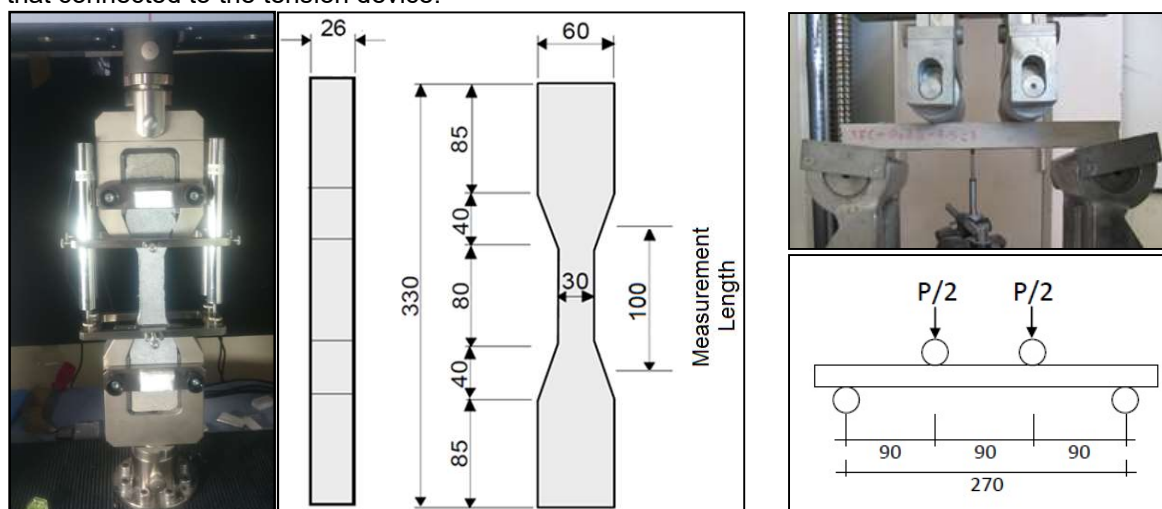 that connected to the tension device.
26
60
85
40
330
80
30
100
Measurement
Length
40
85
P/2 P/2
90 90 90
270